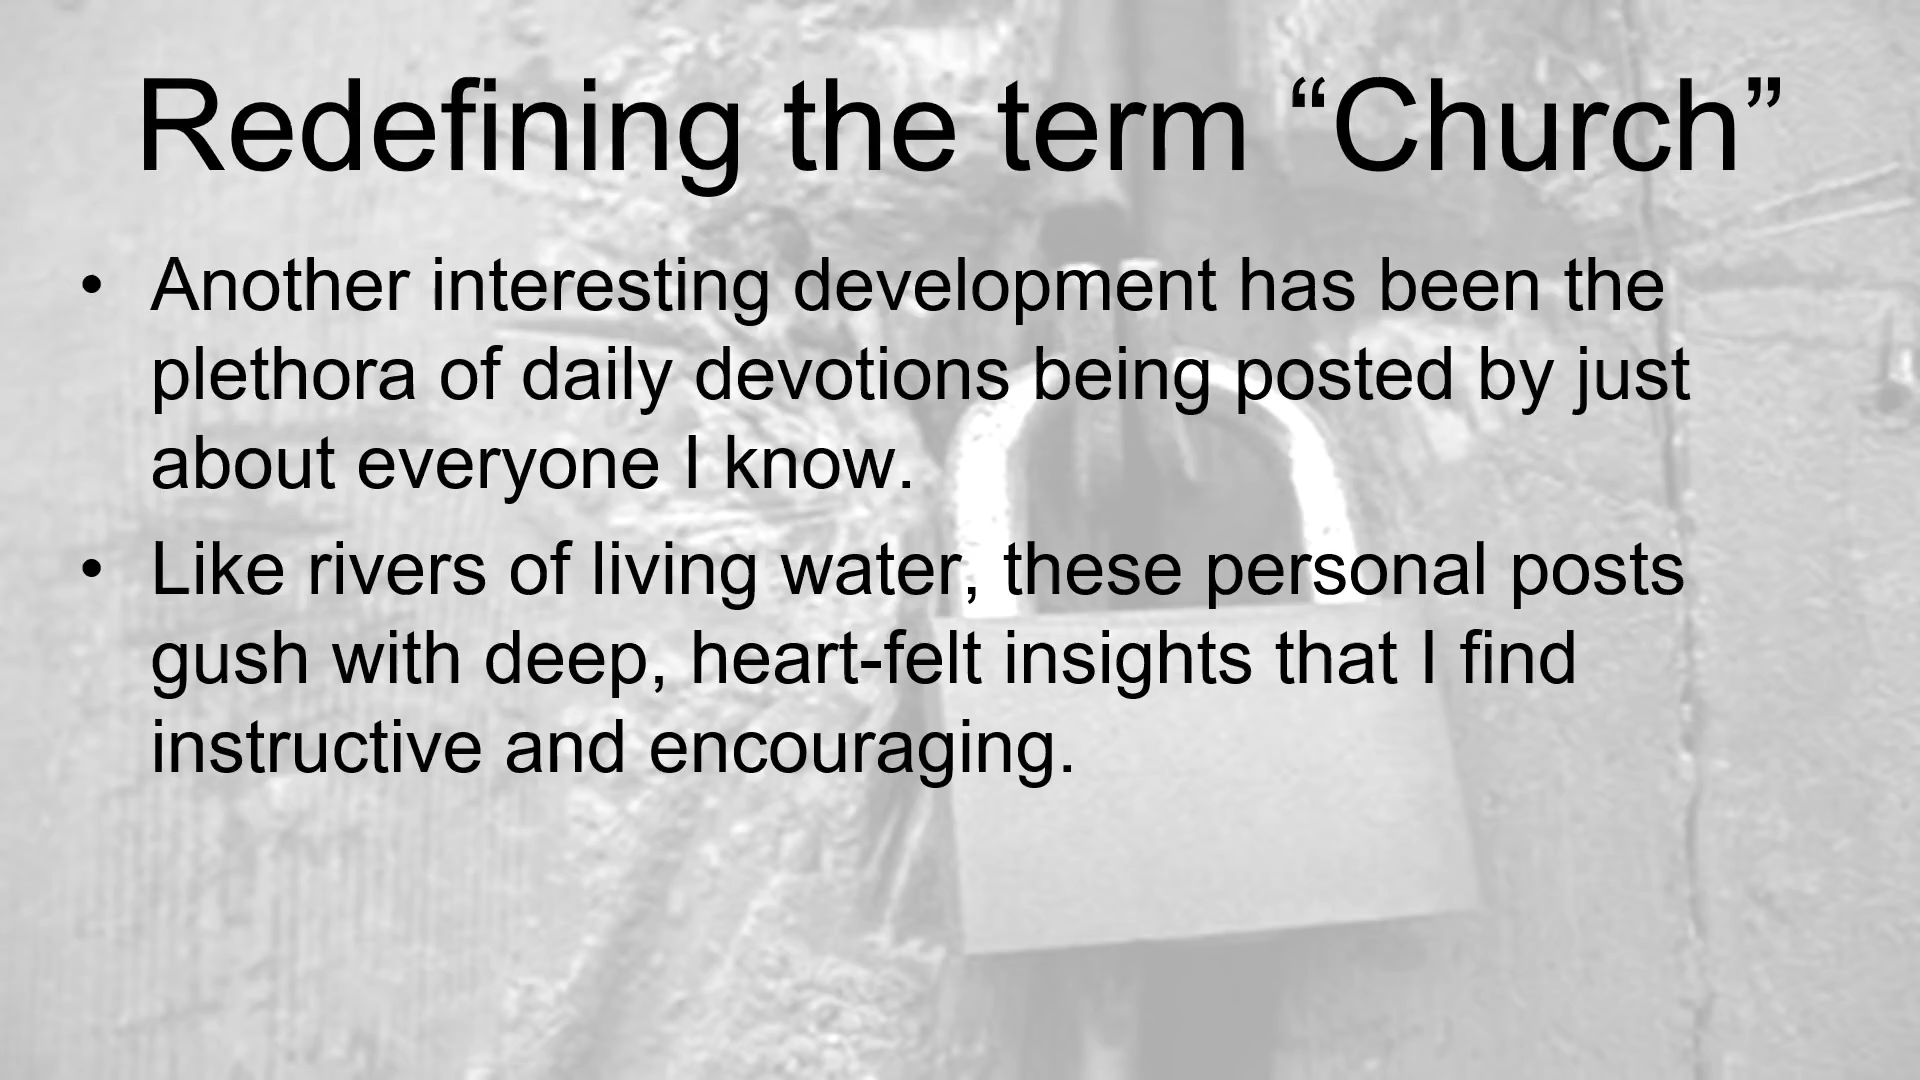 Redefining the term “Church”
• Another interesting development has been the
plethora of daily devotions being posted by just
about everyone I know.
• Like rivers of living water, these personal posts
gush with deep, heart-felt insights that I find
instructive and encouraging.